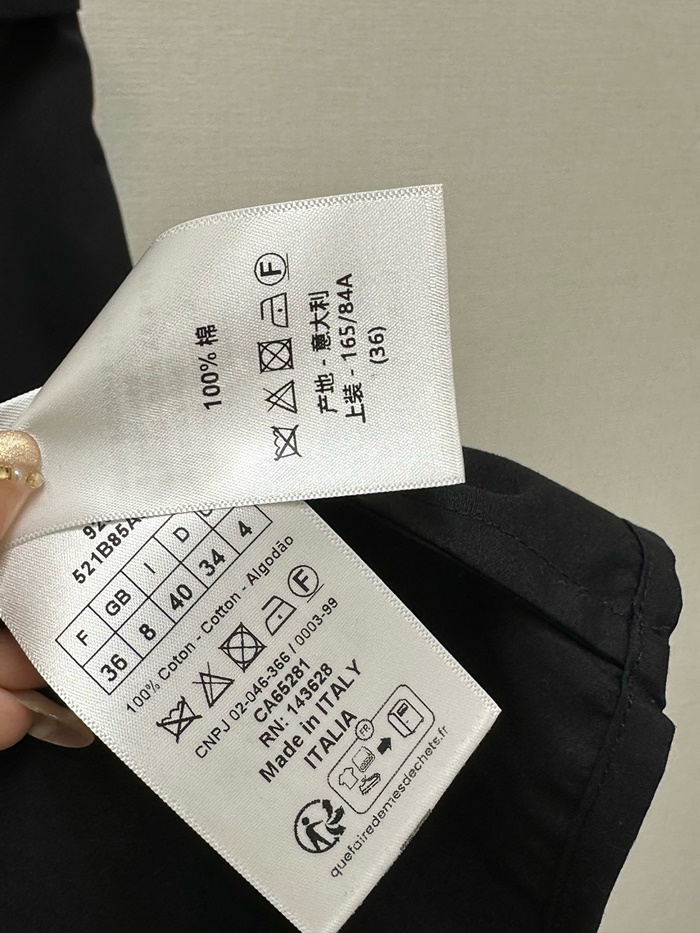 100% 棉
F
产地 - 意大利
上装 - 165/84A
(36)
521B85A
F GB I D
36 8 40 34 4
100% Coton - Cotton - Algodão
F
CNPJ 02-046-366 / 0003-99
CA65281
RN: 143628
Made in ITALY
ITALIA
FR
quefairedemesdechets.fr